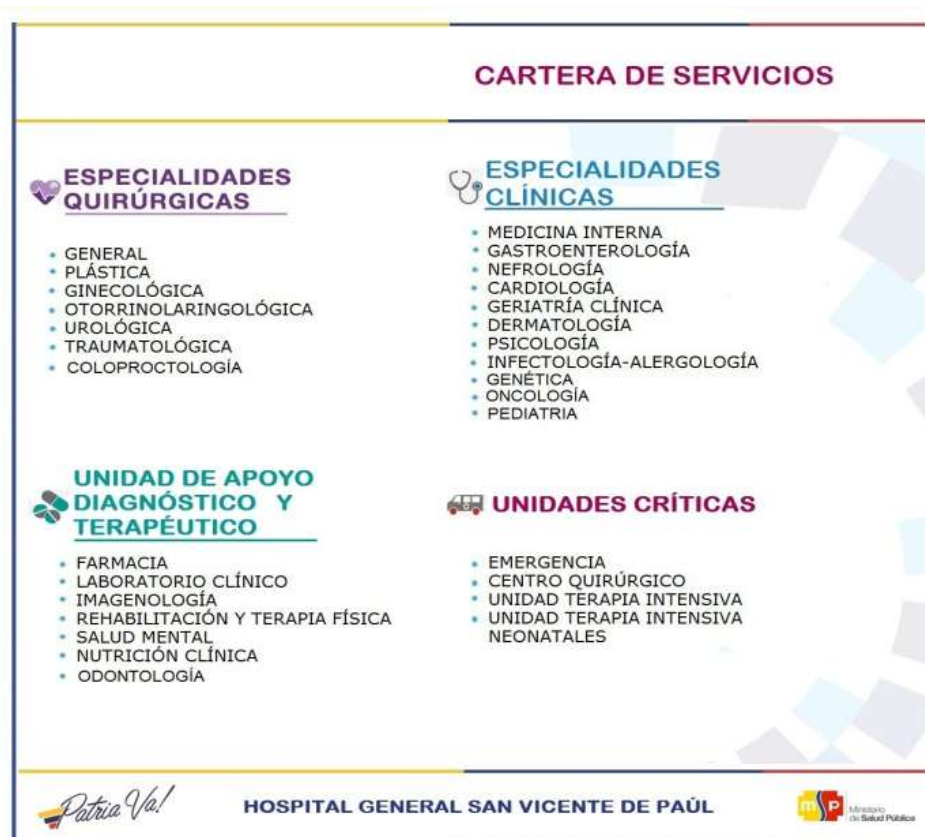 CARTERA DE SERVICIOS
ESPECIALIDADES
QUIRÚRGICAS
• GENERAL
• PLÁSTICA
• GINECOLÓGICA
• OTORRINOLARINGOLÓGICA
• UROLÓGICA
• TRAUMATOLÓGICA
• COLOPROCTOLOGÍA
ESPECIALIDADES
CLÍNICAS
• MEDICINA INTERNA
• GASTROENTEROLOGÍA
• NEFROLOGÍA
• CARDIOLOGÍA
• GERIATRÍA CLÍNICA
• DERMATOLOGÍA
• PSICOLOGÍA
• INFECTOLOGÍA-ALERGOLOGÍA
• GENÉTICA
• ONCOLOGÍA
• PEDIATRIA
UNIDAD DE APOYO
DIAGNÓSTICO Y
TERAPÉUTICO
• FARMACIA
• LABORATORIO CLÍNICO
• IMAGENOLOGÍA
• REHABILITACIÓN Y TERAPIA FÍSICA
• SALUD MENTAL
• NUTRICIÓN CLÍNICA
• ODONTOLOGÍA
UNIDADES CRÍTICAS
• EMERGENCIA
• CENTRO QUIRÚRGICO
• UNIDAD TERAPIA INTENSIVA
• UNIDAD TERAPIA INTENSIVA
NEONATALES
Patria Va!
HOSPITAL GENERAL SAN VICENTE DE PAÚL
msp
Ministerio
de Salud Pública